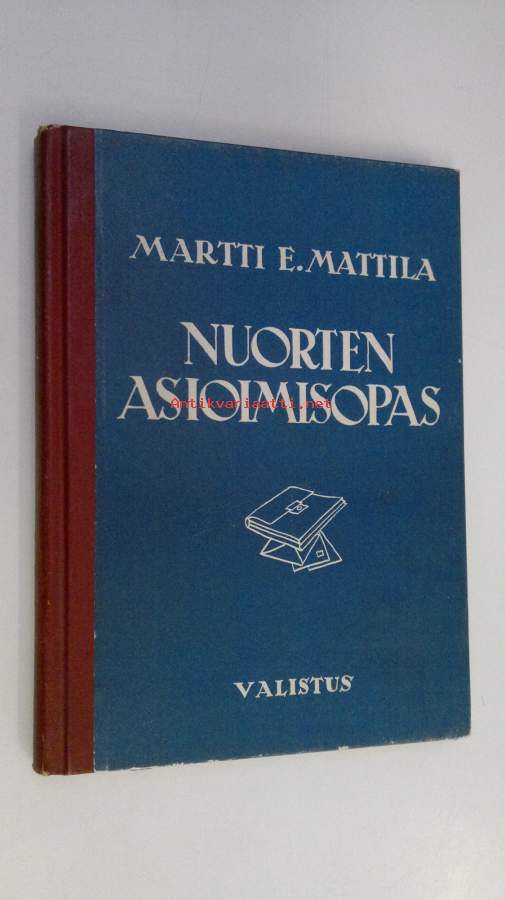 MARTTI E. MATTILA
NUORTEN
ASIOIMISOPAS
Antikvariaatti.net
VALISTUS